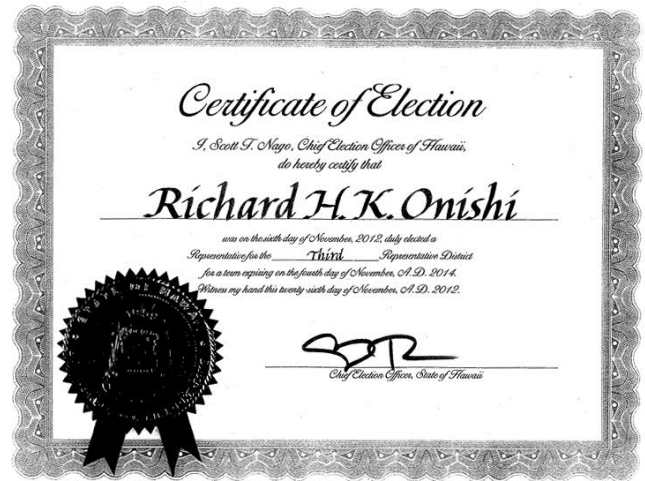 Certificate of Election
I, Scott T. Nago, Chief Election Officer of Hawaii,
do hereby certify that
Richard H.K. Onishi
was on the sixth day of November, 2012, duly elected a
Representative for the Third Representative District
for a term expiring on the fourth day of November, A.D. 2014.
Witness my hand this twenty-sixth day of November, A.D. 2012.
Chief Election Officer, State of Hawaii